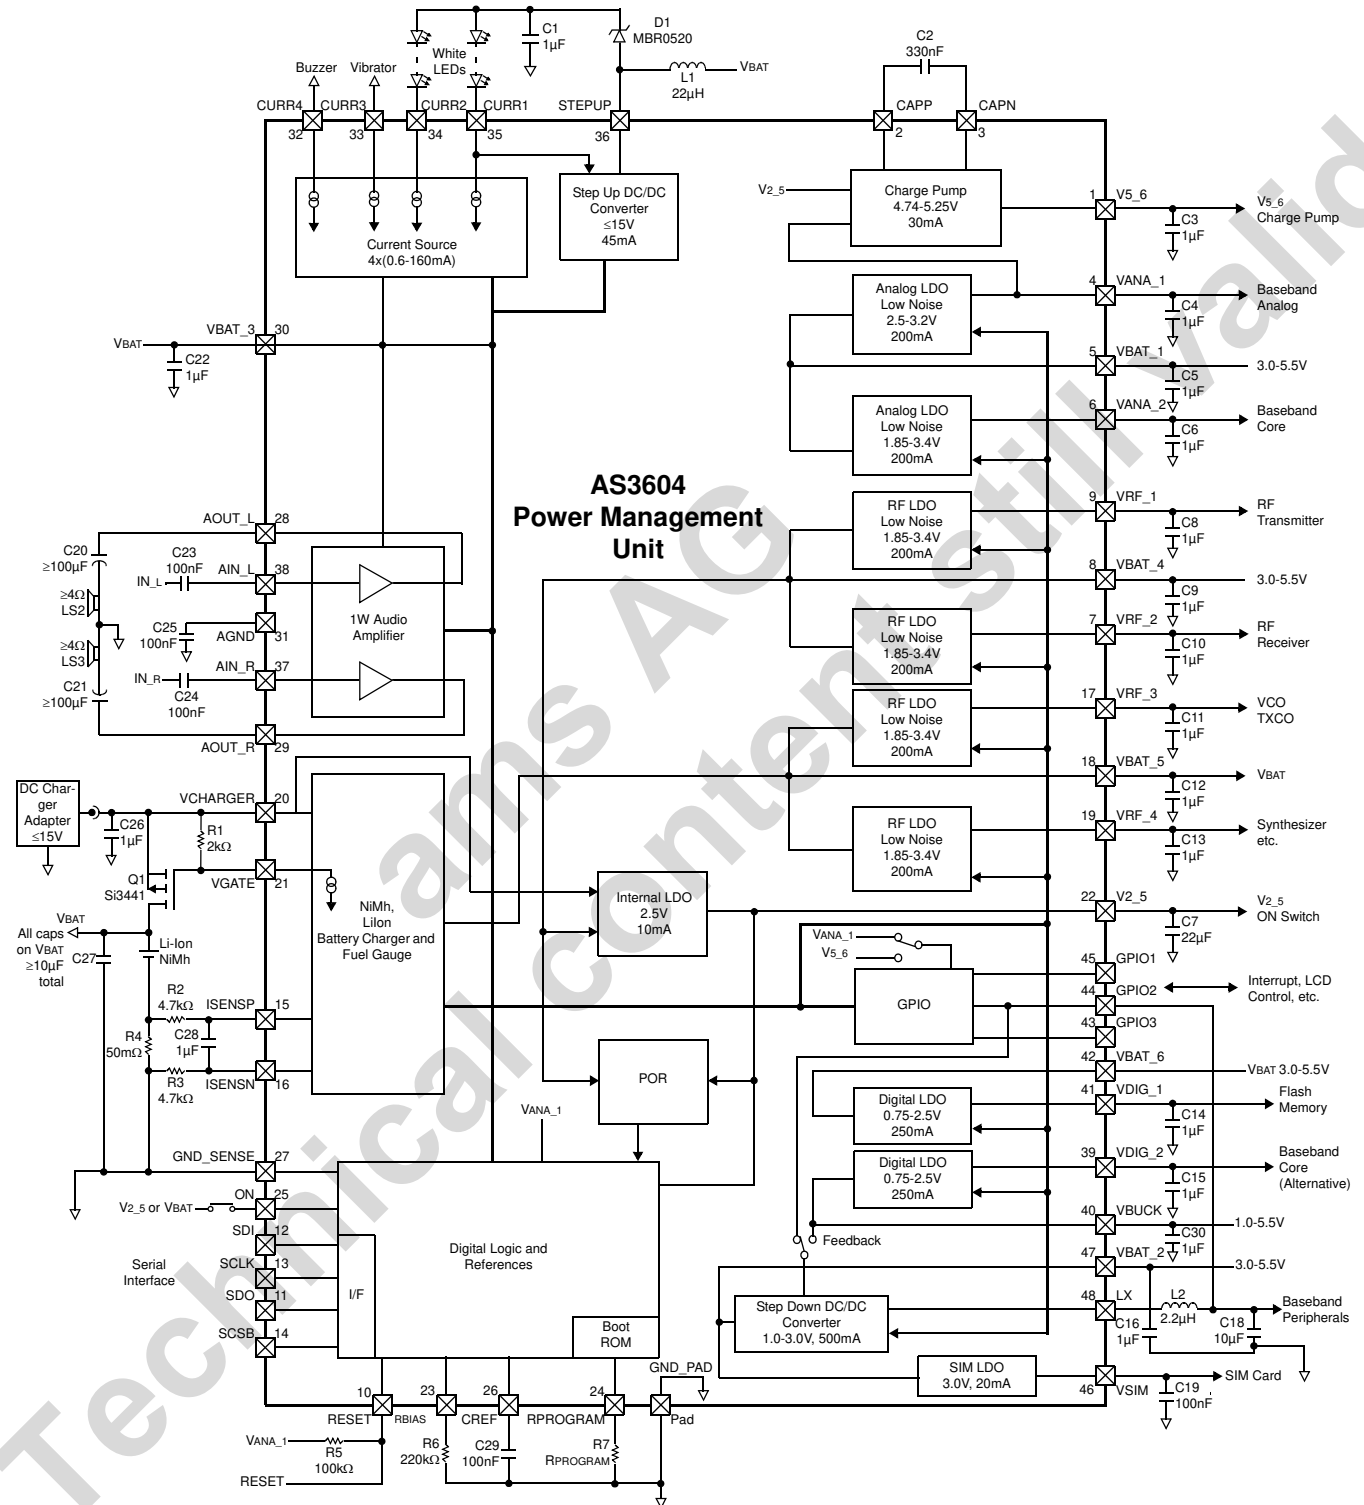 D1
MBR0520
C1
1µF
White
LEDs
C2
330nF
Buzzer
Vibrator
L1
22µH
VBAT
CURR4
CURR3
CURR2
CURR1
STEPUP
CAPP
CAPN
32
33
34
35
36
2
3
Step Up DC/DC
Converter
≤15V
45mA
V2_5
Charge Pump
4.74-5.25V
30mA
1
V5_6
C3
1µF
V5_6
Charge Pump
Current Source
4x(0.6-160mA)
Analog LDO
Low Noise
2.5-3.2V
200mA
4
VANA_1
C4
1µF
Baseband
Analog
VBAT_3
30
VBAT
C22
1µF
5
VBAT_1
C5
1µF
3.0-5.5V
6
VANA_2
C6
1µF
Baseband
Core
Analog LDO
Low Noise
1.85-3.4V
200mA
AS3604
Power Management
Unit
RF LDO
Low Noise
1.85-3.4V
200mA
9
VRF_1
C8
1µF
RF
Transmitter
AOUT_L
28
C20
≥100µF
C23
100nF
IN_L
AIN_L
38
8
VBAT_4
C9
1µF
3.0-5.5V
≥4Ω
LS2
C25
100nF
AGND
31
1W Audio
Amplifier
RF LDO
Low Noise
1.85-3.4V
200mA
7
VRF_2
C10
1µF
RF
Receiver
≥4Ω
LS3
AIN_R
37
IN_R
C24
100nF
C21
≥100µF
RF LDO
Low Noise
1.85-3.4V
200mA
17
VRF_3
C11
1µF
VCO
TXCO
AOUT_R
29
18
VBAT_5
C12
1µF
VBAT
DC Char-
ger
Adapter
≤15V
VCHARGER
20
C26
1µF
R1
2kΩ
RF LDO
Low Noise
1.85-3.4V
200mA
19
VRF_4
C13
1µF
Synthesizer
etc.
Q1
Si3441
VGATE
21
NiMh,
LiIon
Battery Charger and
Fuel Gauge
Internal LDO
2.5V
10mA
22
V2_5
C7
22µF
V2_5
ON Switch
VBAT
All caps
on VBAT
≥10µF
total
C27
Li-Ion
NiMh
VANA_1
V5_6
45
GPIO1
GPIO
44
GPIO2
Interrupt, LCD
Control, etc.
43
GPIO3
R2
4.7kΩ
ISENSP
15
R4
50mΩ
C28
1µF
R3
4.7kΩ
ISENSN
16
42
VBAT_6
VBAT 3.0-5.5V
POR
VANA_1
Digital LDO
0.75-2.5V
250mA
41
VDIG_1
C14
1µF
Flash
Memory
Digital LDO
0.75-2.5V
250mA
39
VDIG_2
C15
1µF
Baseband
Core
(Alternative)
GND_SENSE
27
ON
25
V2_5 or VBAT
40
VBUCK
C30
1µF
1.0-5.5V
Feedback
SDI
12
Serial
Interface
SCLK
13
SDO
11
SCSB
14
I/F
Digital Logic and
References
Boot
ROM
47
VBAT_2
3.0-5.5V
Step Down DC/DC
Converter
1.0-3.0V, 500mA
48
LX
L2
2.2µH
C16
1µF
C18
10µF
Baseband
Peripherals
GND_PAD
SIM LDO
3.0V, 20mA
46
VSIM
C19
100nF
SIM Card
10
23
26
24
RESET
RBIAS
CREF
RPROGRAM
Pad
VANA_1
R5
100kΩ
R6
220kΩ
C29
100nF
R7
RPROGRAM
RESET
ams AG
Technical content still valid